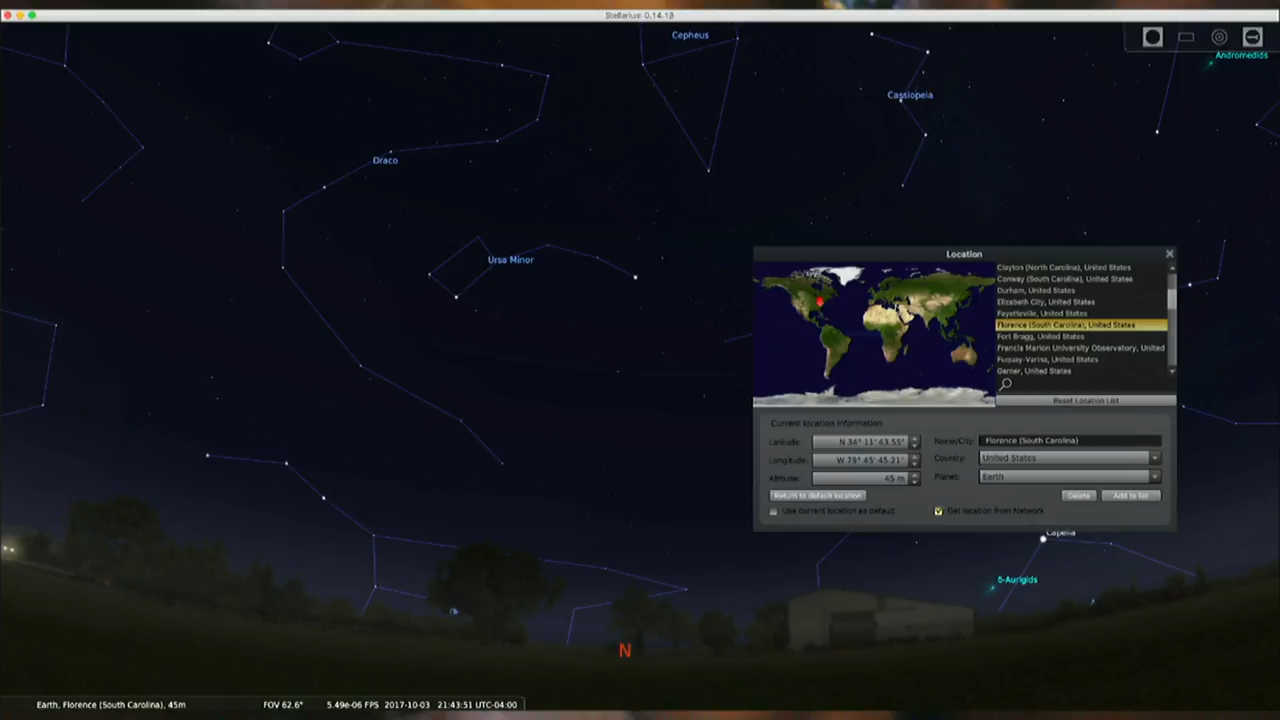 Stellarium 0.14.13
Cepheus
Andromedids
Cassiopeia
Draco
Ursa Minor
Location
Clayton (North Carolina), United States
Conway (South Carolina), United States
Durham, United States
Elizabeth City, United States
Fayetteville, United States
Florence (South Carolina), United States
Fort Bragg, United States
Francis Marion University Observatory, United
Fuquay-Varina, United States
Garner, United States
Reset Location List
Current location information
Latitude: N 34° 11' 43.55"
Name/City: Florence (South Carolina)
Longitude: W 79° 45' 45.21"
Country: United States
Altitude: 45 m
Planet: Earth
Return to default location
Delete
Add to list
Use current location as default
Get location from Network
Capella
δ-Aurigids
N
Earth, Florence (South Carolina), 45m
FOV 62.6°
5.49e-06 FPS
2017-10-03 21:43:51 UTC-04:00